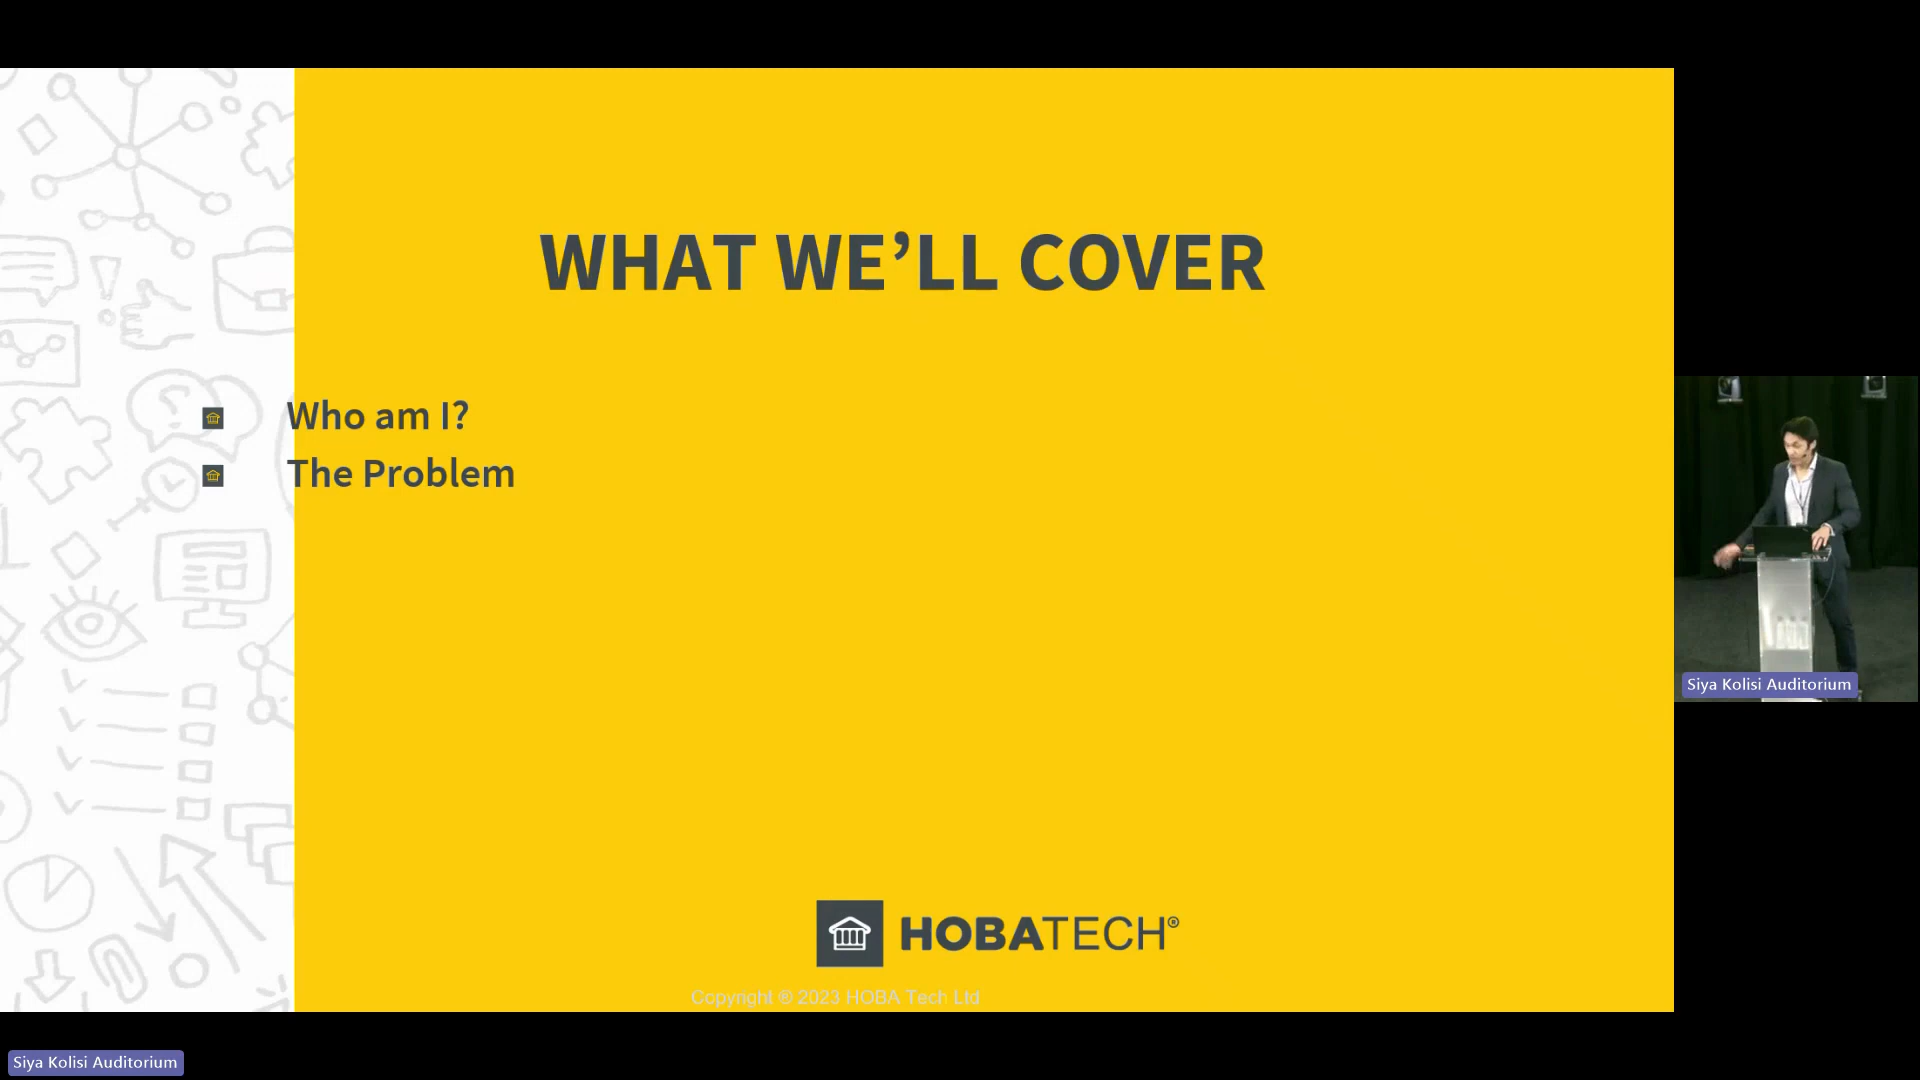 WHAT WE’LL COVER
Who am I?
The Problem
HOBATECH®
Copyright ® 2023 HOBA Tech Ltd
Siya Kolisi Auditorium
Siya Kolisi Auditorium